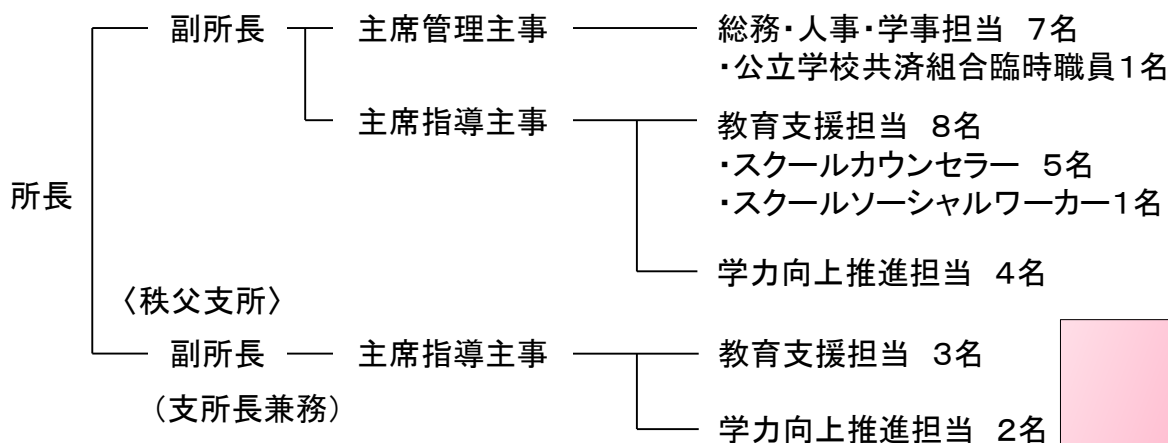 副所長 主席管理主事 総務・人事・学事担当 7名
・公立学校共済組合臨時職員1名
主席指導主事 教育支援担当 8名
・スクールカウンセラー 5名
所長
・スクールソーシャルワーカー1名
学力向上推進担当 4名
〈秩父支所〉
副所長 主席指導主事 教育支援担当 3名
(支所長兼務)
学力向上推進担当 2名